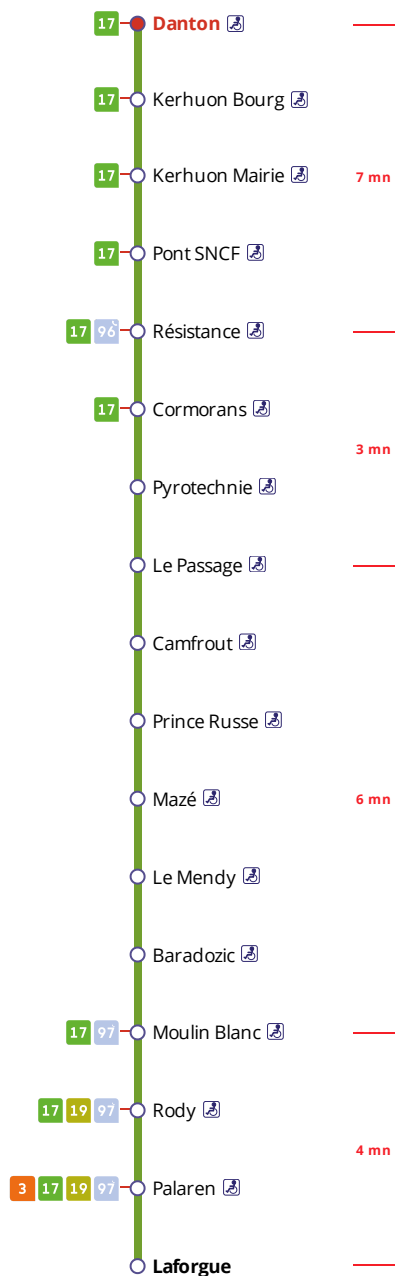 17 Danton
17 Kerhuon Bourg
17 Kerhuon Mairie 7 mn
17 Pont SNCF
17 96 Résistance
17 Cormorans
3 mn
Pyrotechnie
Le Passage
Camfrout
Prince Russe
Mazé 6 mn
Le Mendy
Baradozic
17 97 Moulin Blanc
17 19 97 Rody
4 mn
3 17 19 97 Palaren
Laforgue